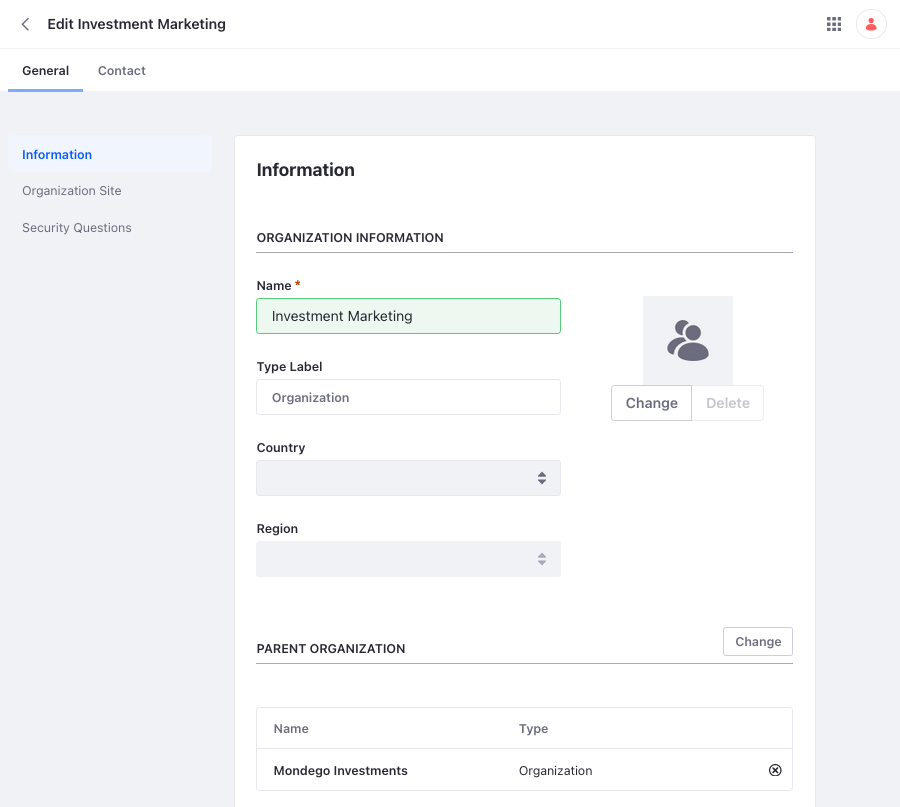 Edit Investment Marketing
General Contact
Information
Organization Site
Security Questions
Information
ORGANIZATION INFORMATION
Name *
Investment Marketing
Type Label
Organization
Change Delete
Country
Region
PARENT ORGANIZATION Change
Name Type
Mondego Investments Organization